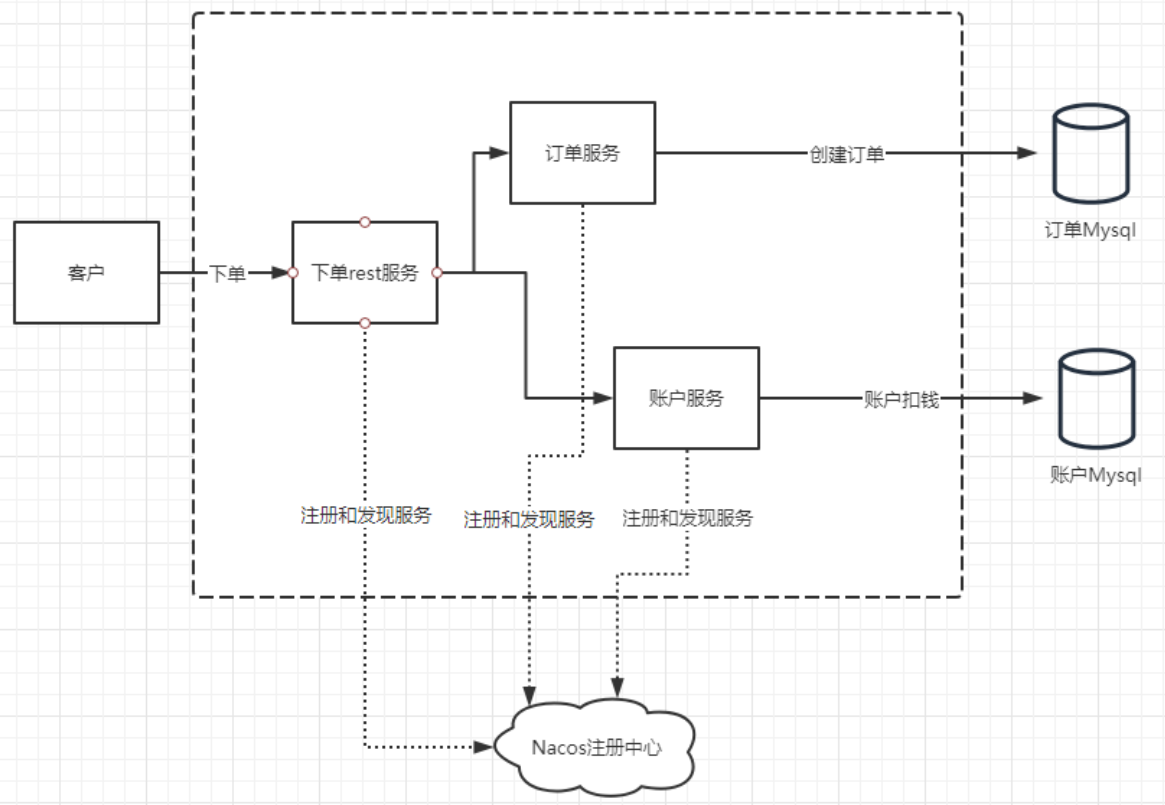 订单服务
创建订单
订单Mysql
客户
下单
下单rest服务
账户服务
账户扣钱
账户Mysql
注册和发现服务
注册和发现服务
注册和发现服务
Nacos注册中心